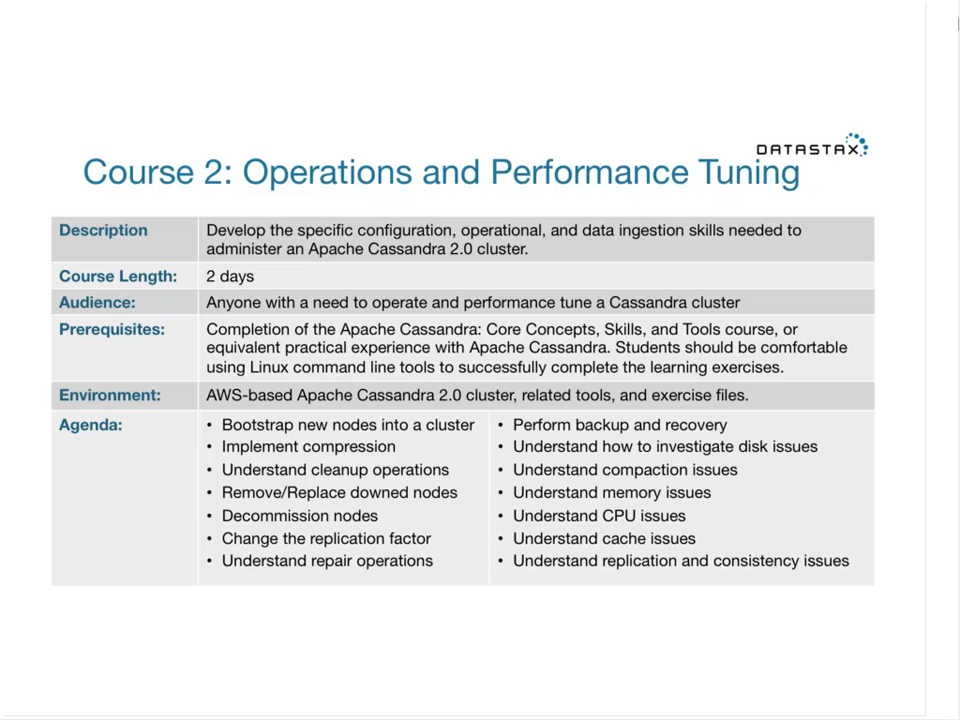 DATASTAX
Course 2: Operations and Performance Tuning
Description
Develop the specific configuration, operational, and data ingestion skills needed to
administer an Apache Cassandra 2.0 cluster.
Course Length:
2 days
Audience:
Anyone with a need to operate and performance tune a Cassandra cluster
Prerequisites:
Completion of the Apache Cassandra: Core Concepts, Skills, and Tools course, or
equivalent practical experience with Apache Cassandra. Students should be comfortable
using Linux command line tools to successfully complete the learning exercises.
Environment:
AWS-based Apache Cassandra 2.0 cluster, related tools, and exercise files.
Agenda:
• Bootstrap new nodes into a cluster
• Implement compression
• Understand cleanup operations
• Remove/Replace downed nodes
• Decommission nodes
• Change the replication factor
• Understand repair operations
• Perform backup and recovery
• Understand how to investigate disk issues
• Understand compaction issues
• Understand memory issues
• Understand CPU issues
• Understand cache issues
• Understand replication and consistency issues